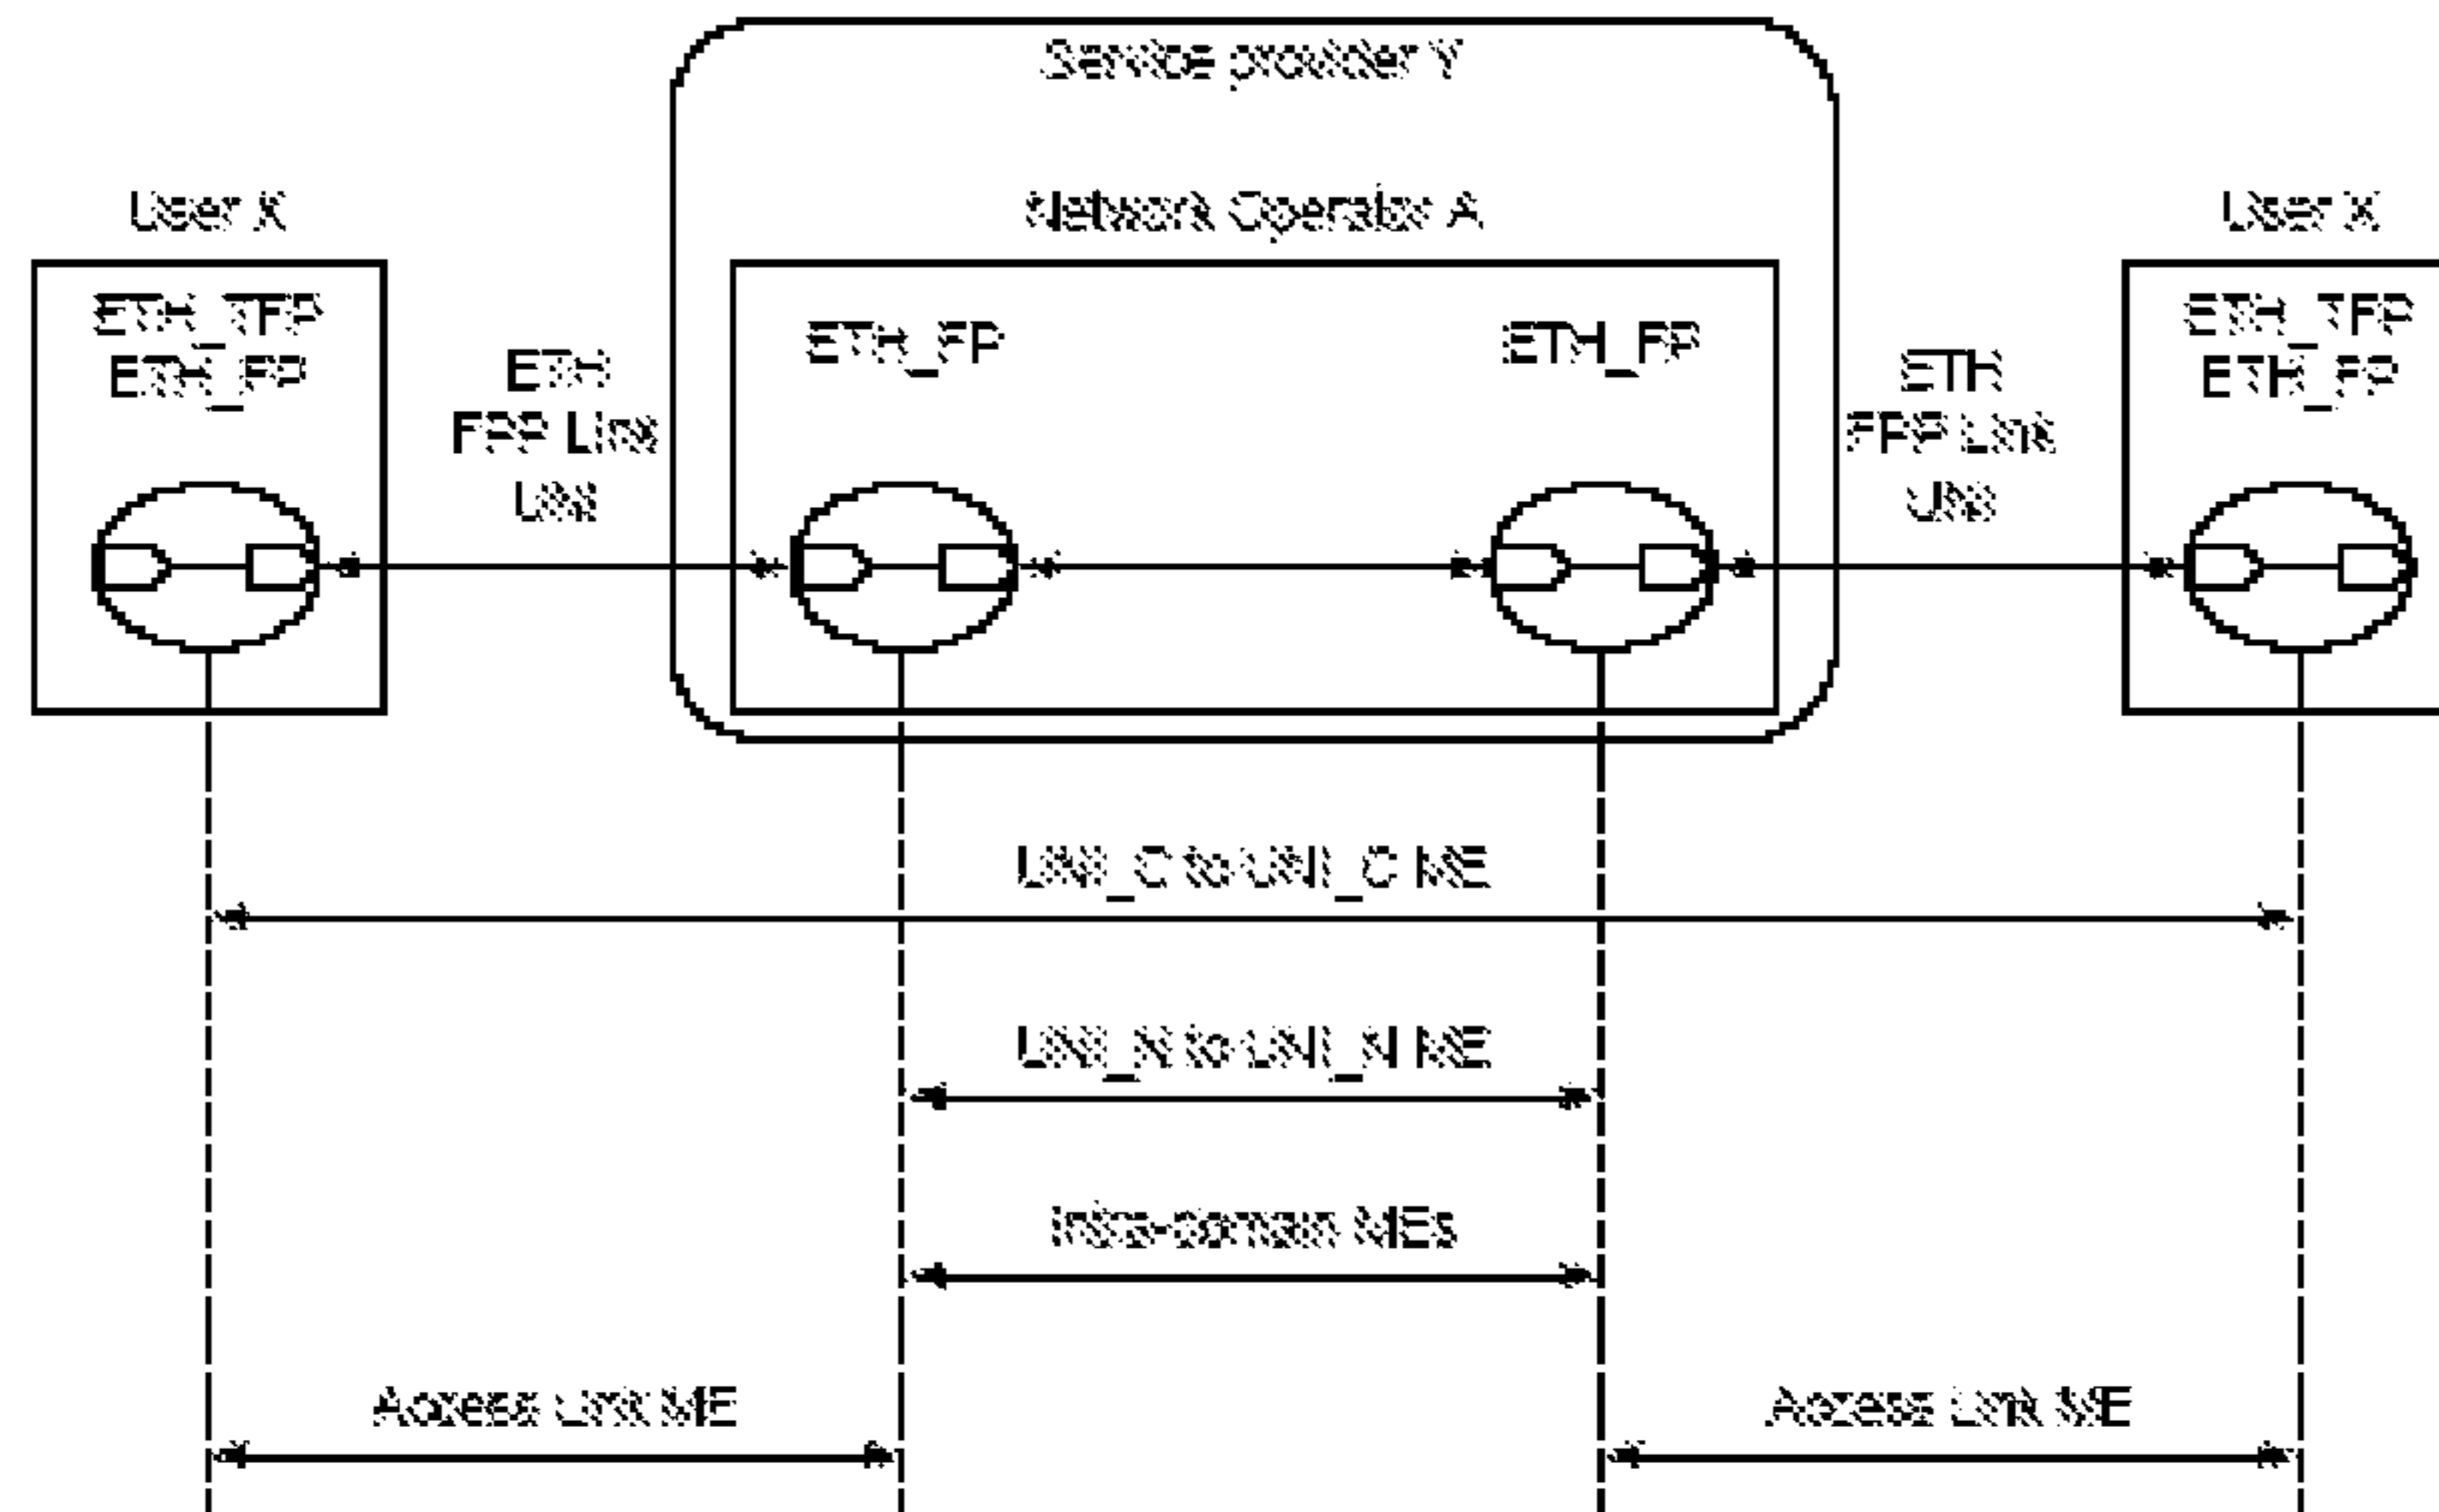 Service provider Y
User X
Network Operator A
User X
ETH_TFP
ETH_FP
ETH
FPP Link
UNI
ETH_FP
ETH_FP
ETH
FPP Link
UNI
ETH_TFP
ETH_FP
UNI_C to UNI_C ME
UNI_N to UNI_N ME
Intra-domain MEs
Access Link ME
Access Link ME